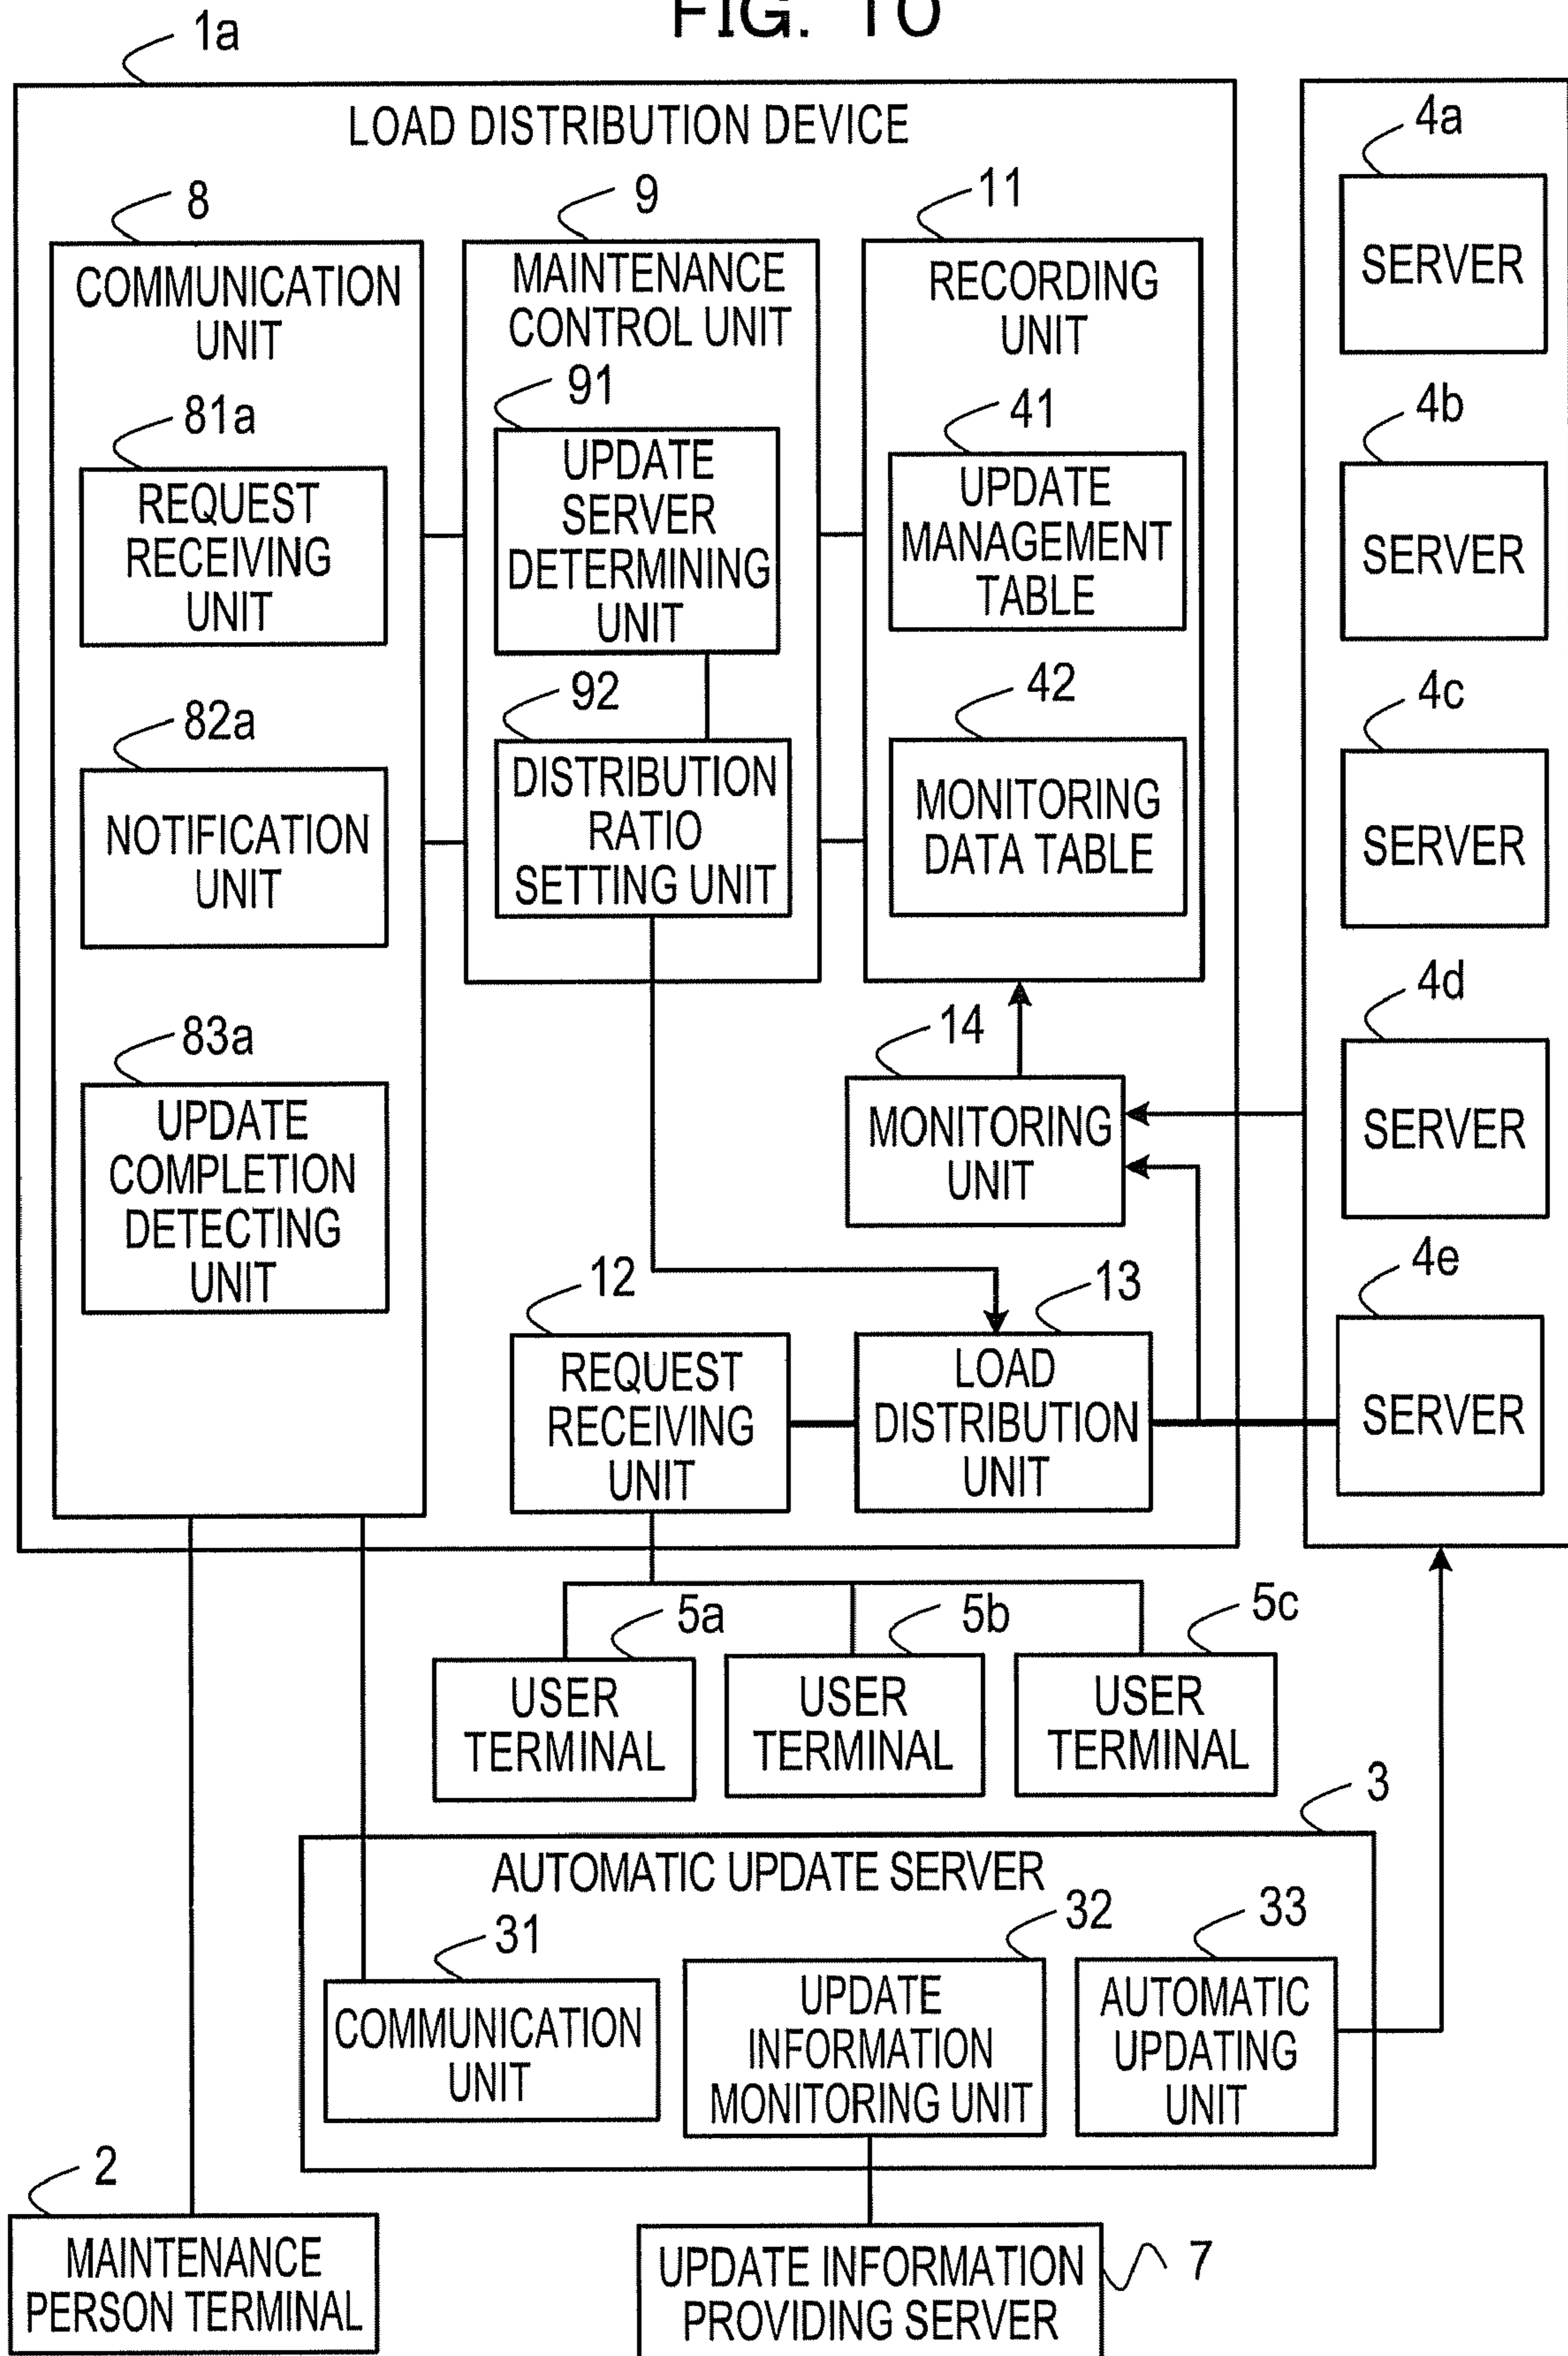 FIG. 10
1a
LOAD DISTRIBUTION DEVICE
8
COMMUNICATION
UNIT
81a
REQUEST
RECEIVING
UNIT
82a
NOTIFICATION
UNIT
83a
UPDATE
COMPLETION
DETECTING
UNIT
9
MAINTENANCE
CONTROL UNIT
91
UPDATE
SERVER
DETERMINING
UNIT
92
DISTRIBUTION
RATIO
SETTING UNIT
11
RECORDING
UNIT
41
UPDATE
MANAGEMENT
TABLE
42
MONITORING
DATA TABLE
14
MONITORING
UNIT
12
REQUEST
RECEIVING
UNIT
13
LOAD
DISTRIBUTION
UNIT
4a
SERVER
4b
SERVER
4c
SERVER
4d
SERVER
4e
SERVER
5a
USER
TERMINAL
5b
USER
TERMINAL
5c
USER
TERMINAL
3
AUTOMATIC UPDATE SERVER
31
COMMUNICATION
UNIT
32
UPDATE
INFORMATION
MONITORING UNIT
33
AUTOMATIC
UPDATING
UNIT
2
MAINTENANCE
PERSON TERMINAL
7
UPDATE INFORMATION
PROVIDING SERVER